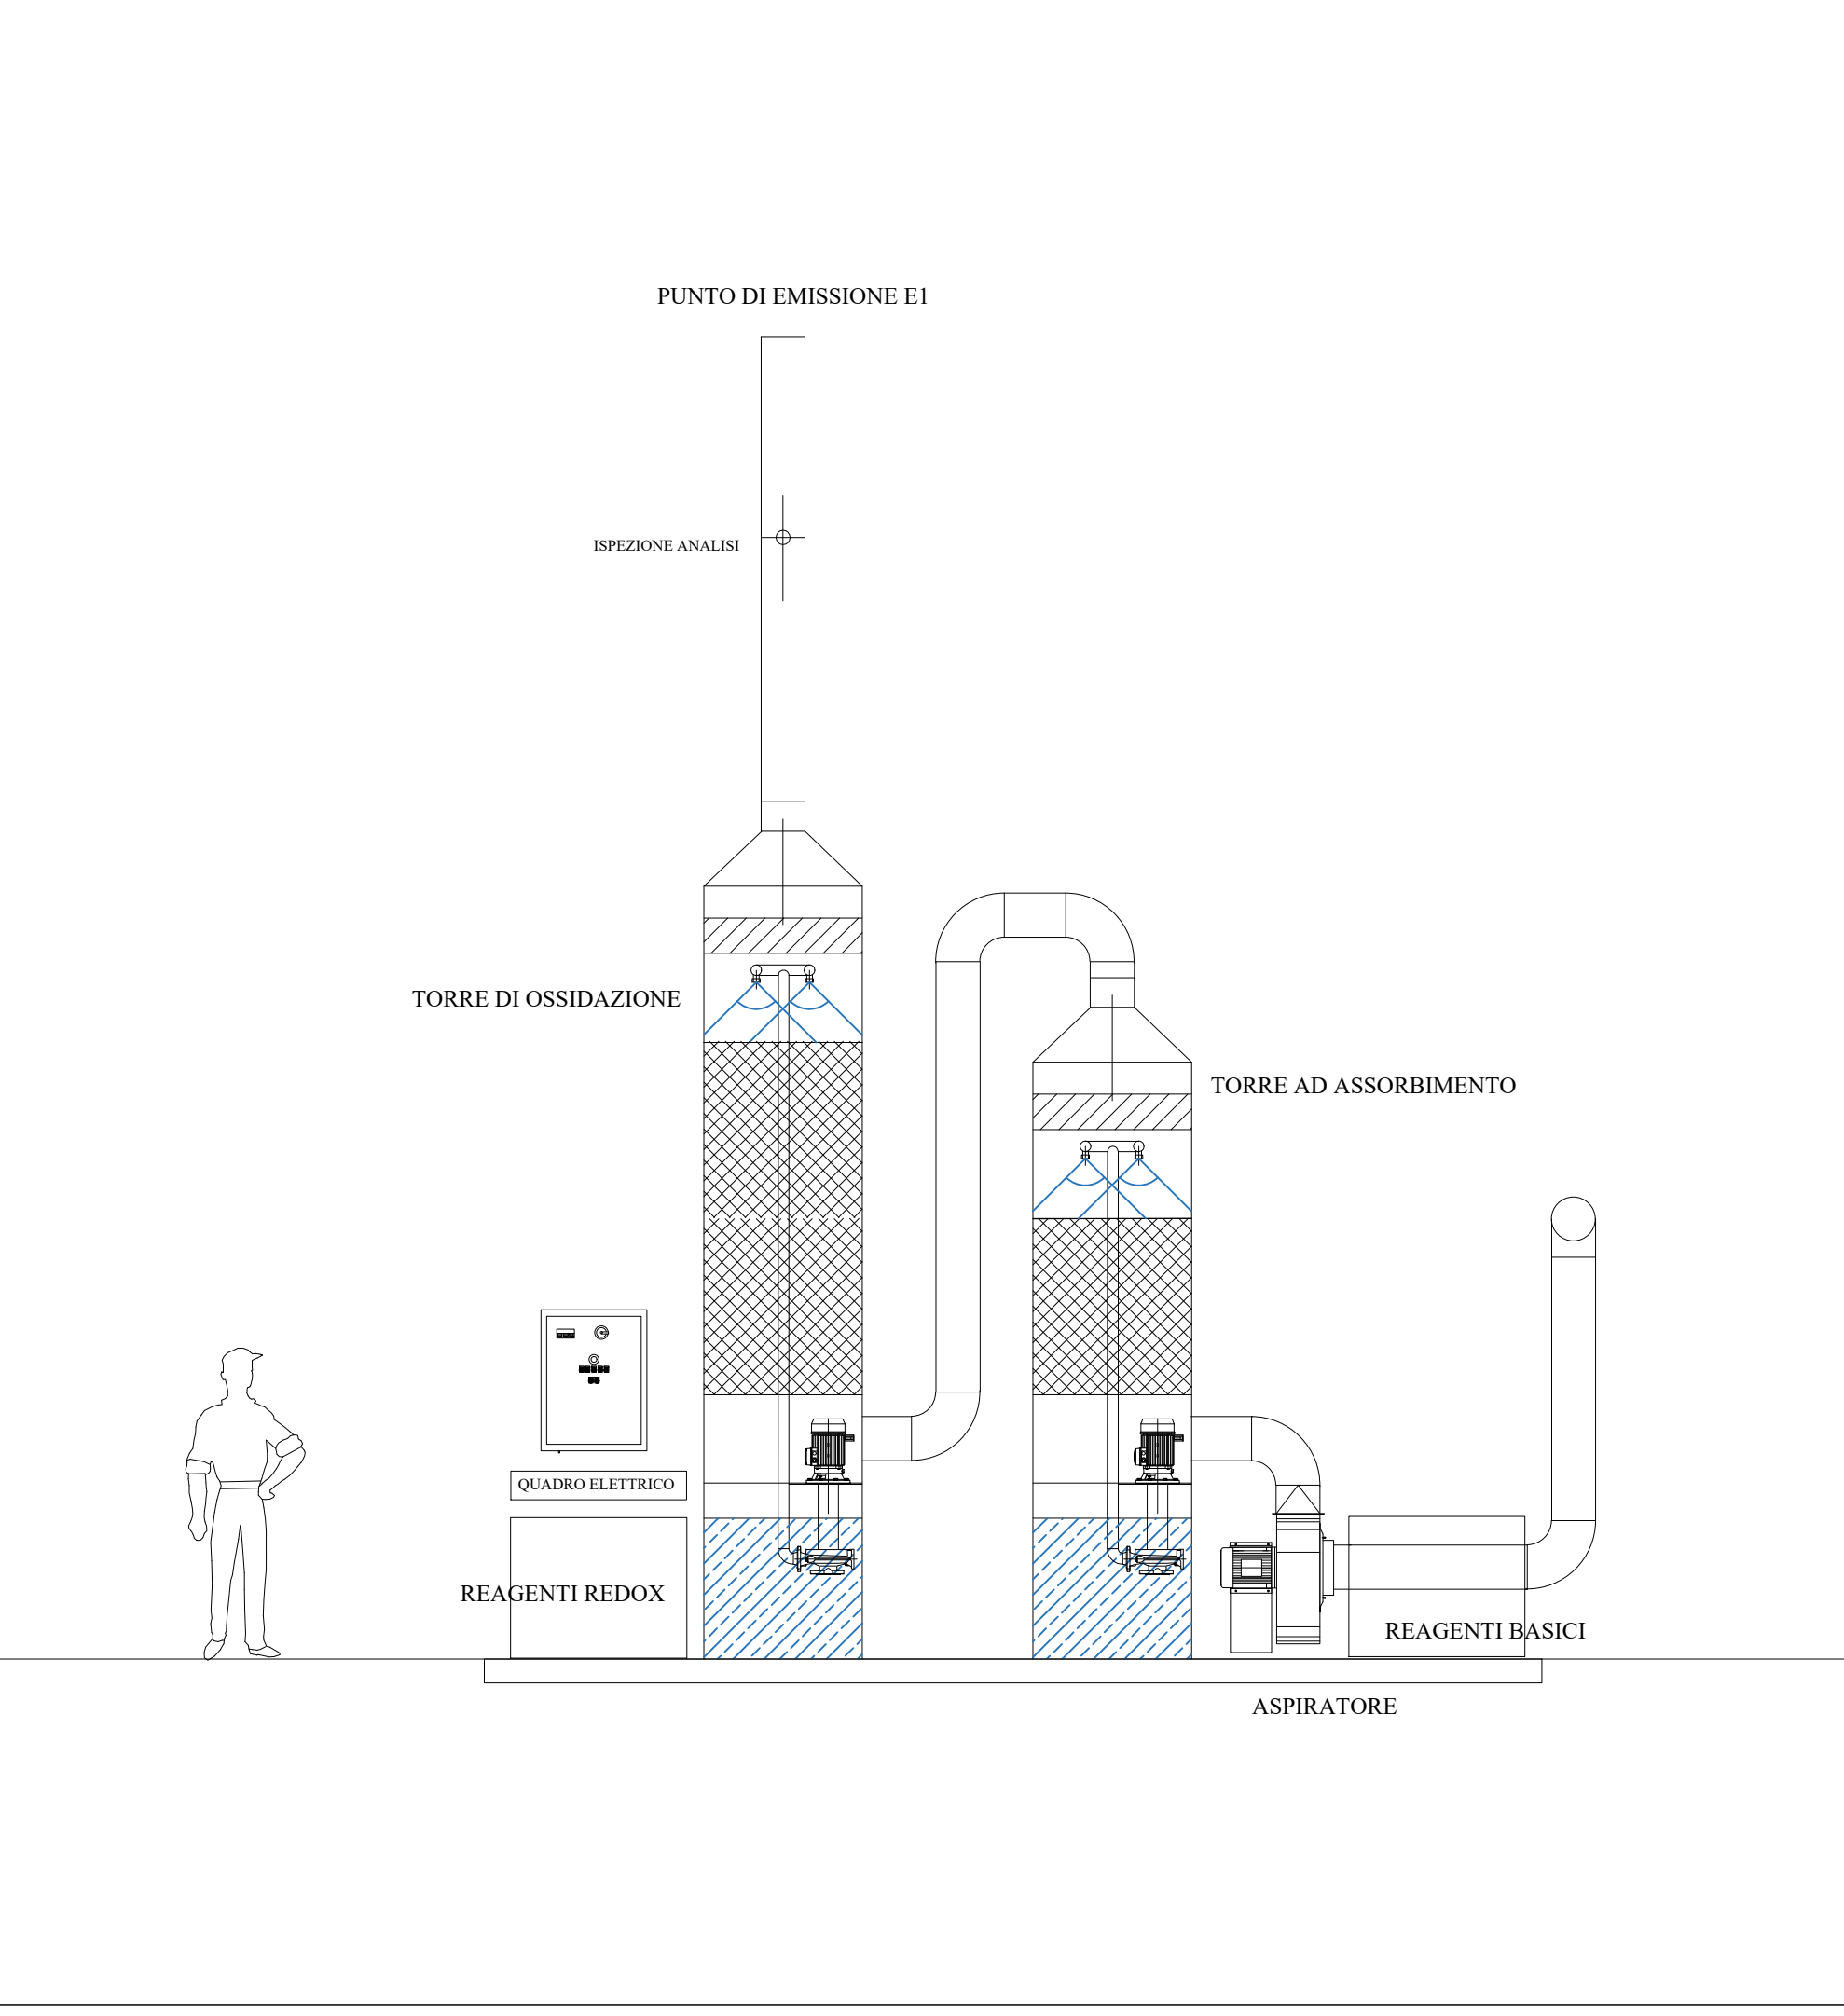 PUNTO DI EMISSIONE E1
ISPEZIONE ANALISI
TORRE DI OSSIDAZIONE
TORRE AD ASSORBIMENTO
QUADRO ELETTRICO
REAGENTI REDOX
REAGENTI BASICI
ASPIRATORE